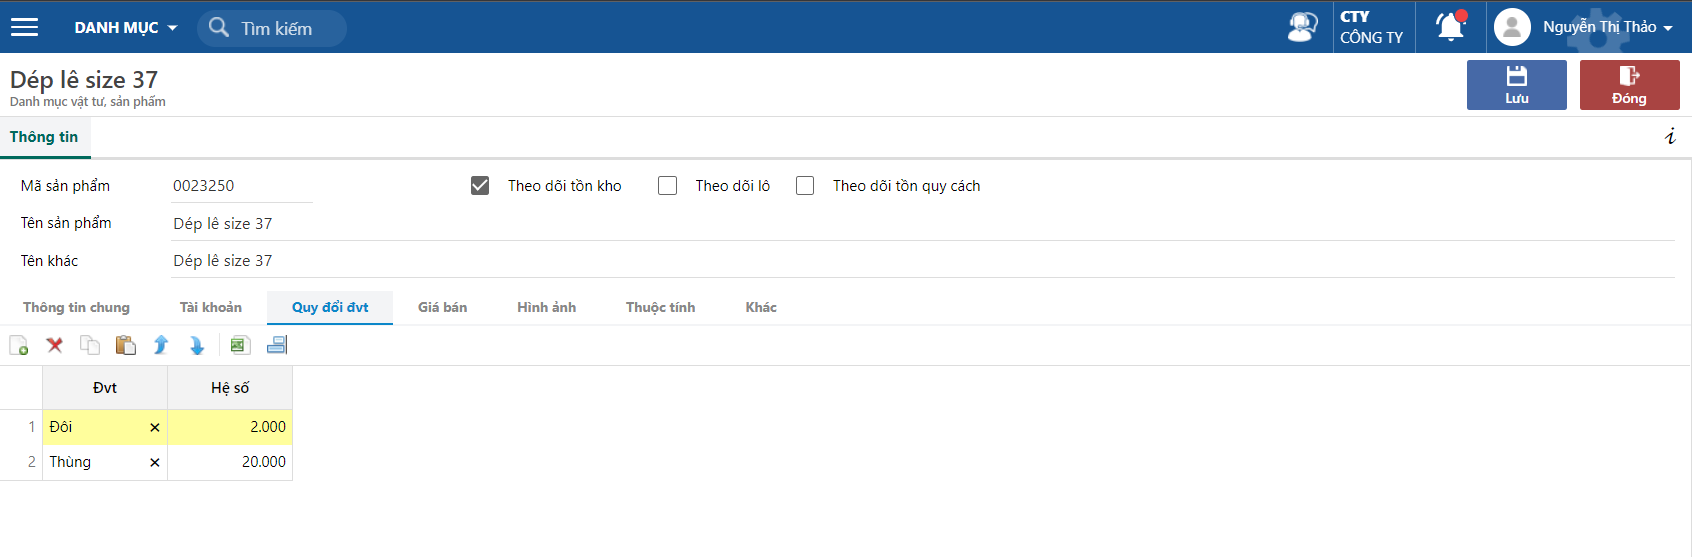 DANH MỤC
Tìm kiếm
CTY
CÔNG TY
Nguyễn Thị Thảo
Dép lê size 37
Danh mục vật tư, sản phẩm
Lưu
Đóng
Thông tin
i
Mã sản phẩm 0023250 Theo dõi tồn kho Theo dõi lô Theo dõi tồn quy cách
Tên sản phẩm Dép lê size 37
Tên khác Dép lê size 37
Thông tin chung Tài khoản Quy đổi đvt Giá bán Hình ảnh Thuộc tính Khác
Đvt Hệ số
1 Đôi × 2.000
2 Thùng × 20.000